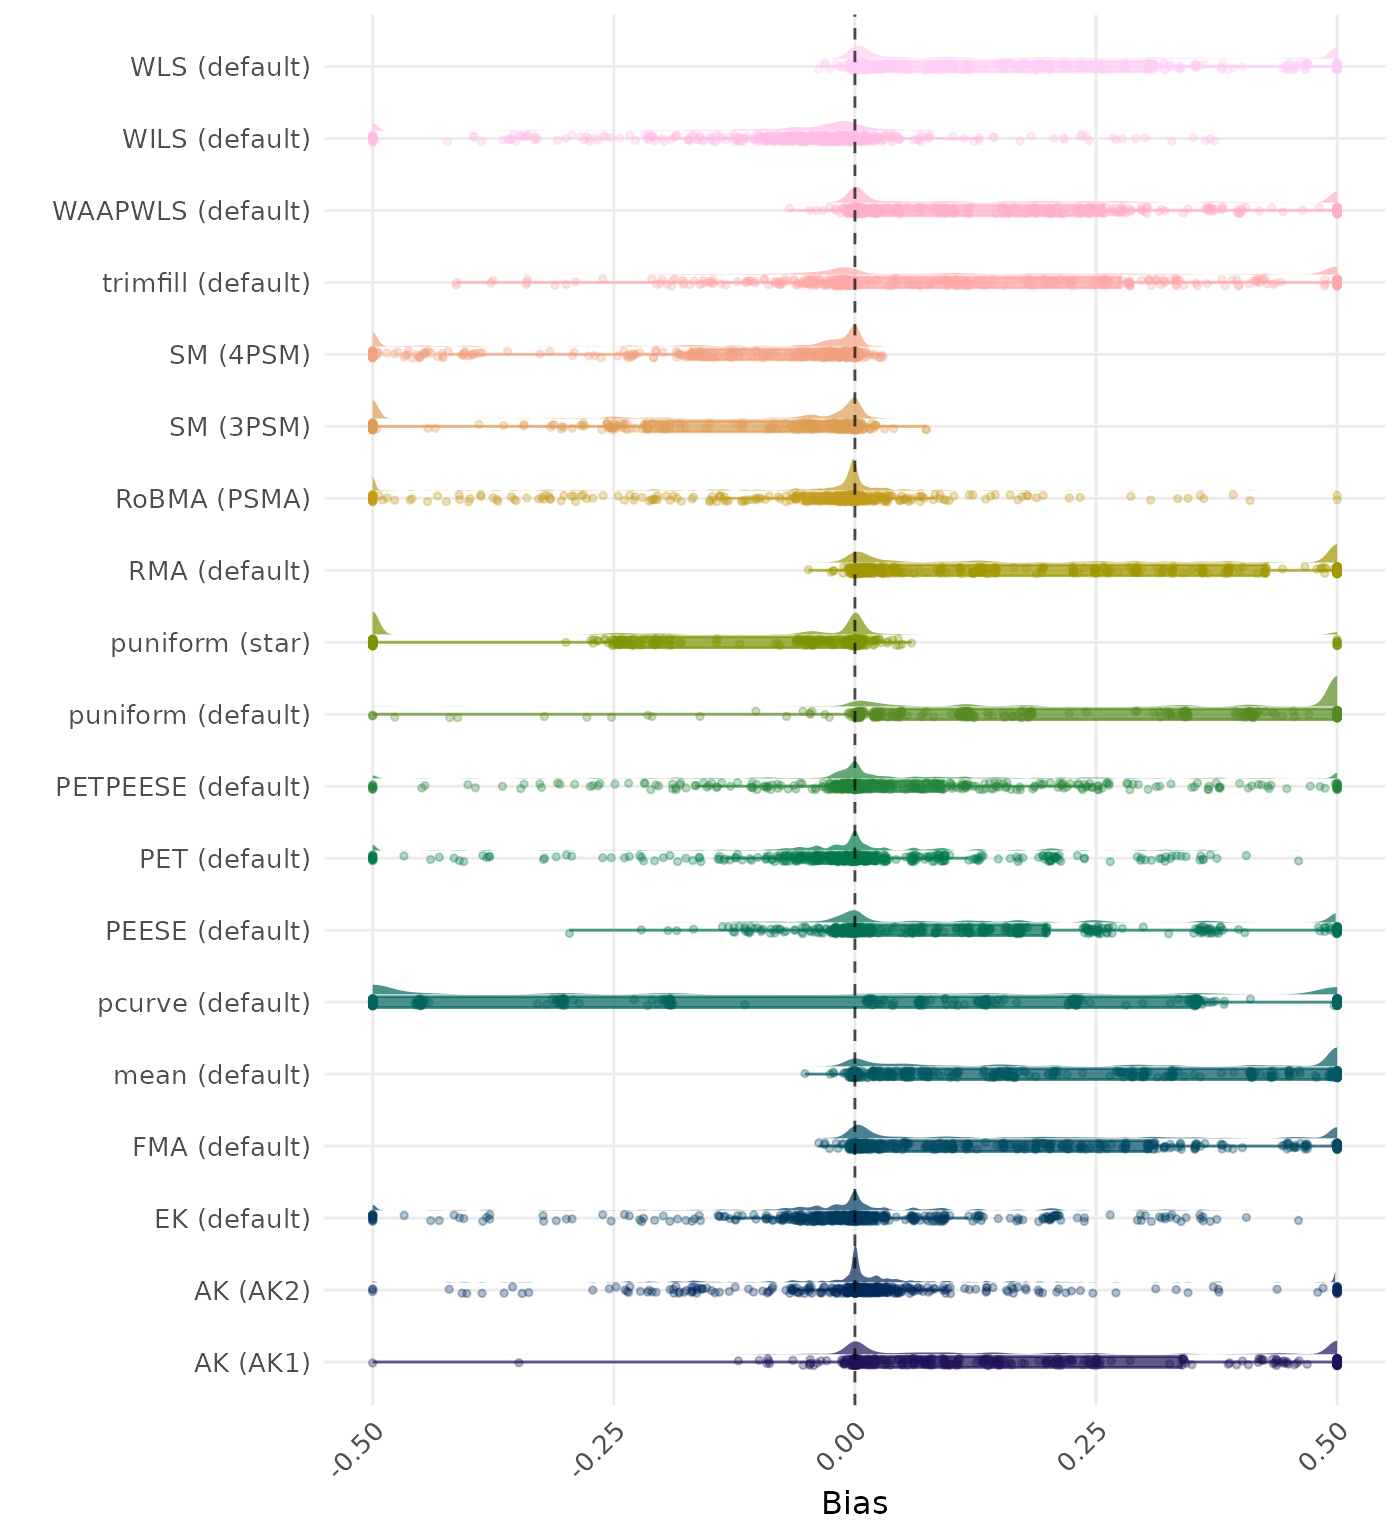 WLS (default)
WILS (default)
WAAPWLS (default)
trimfill (default)
SM (4PSM)
SM (3PSM)
RoBMA (PSMA)
RMA (default)
puniform (star)
puniform (default)
PETPEESE (default)
PET (default)
PEESE (default)
pcurve (default)
mean (default)
FMA (default)
EK (default)
AK (AK2)
AK (AK1)
-0.50
-0.25
0.00
0.25
0.50
Bias